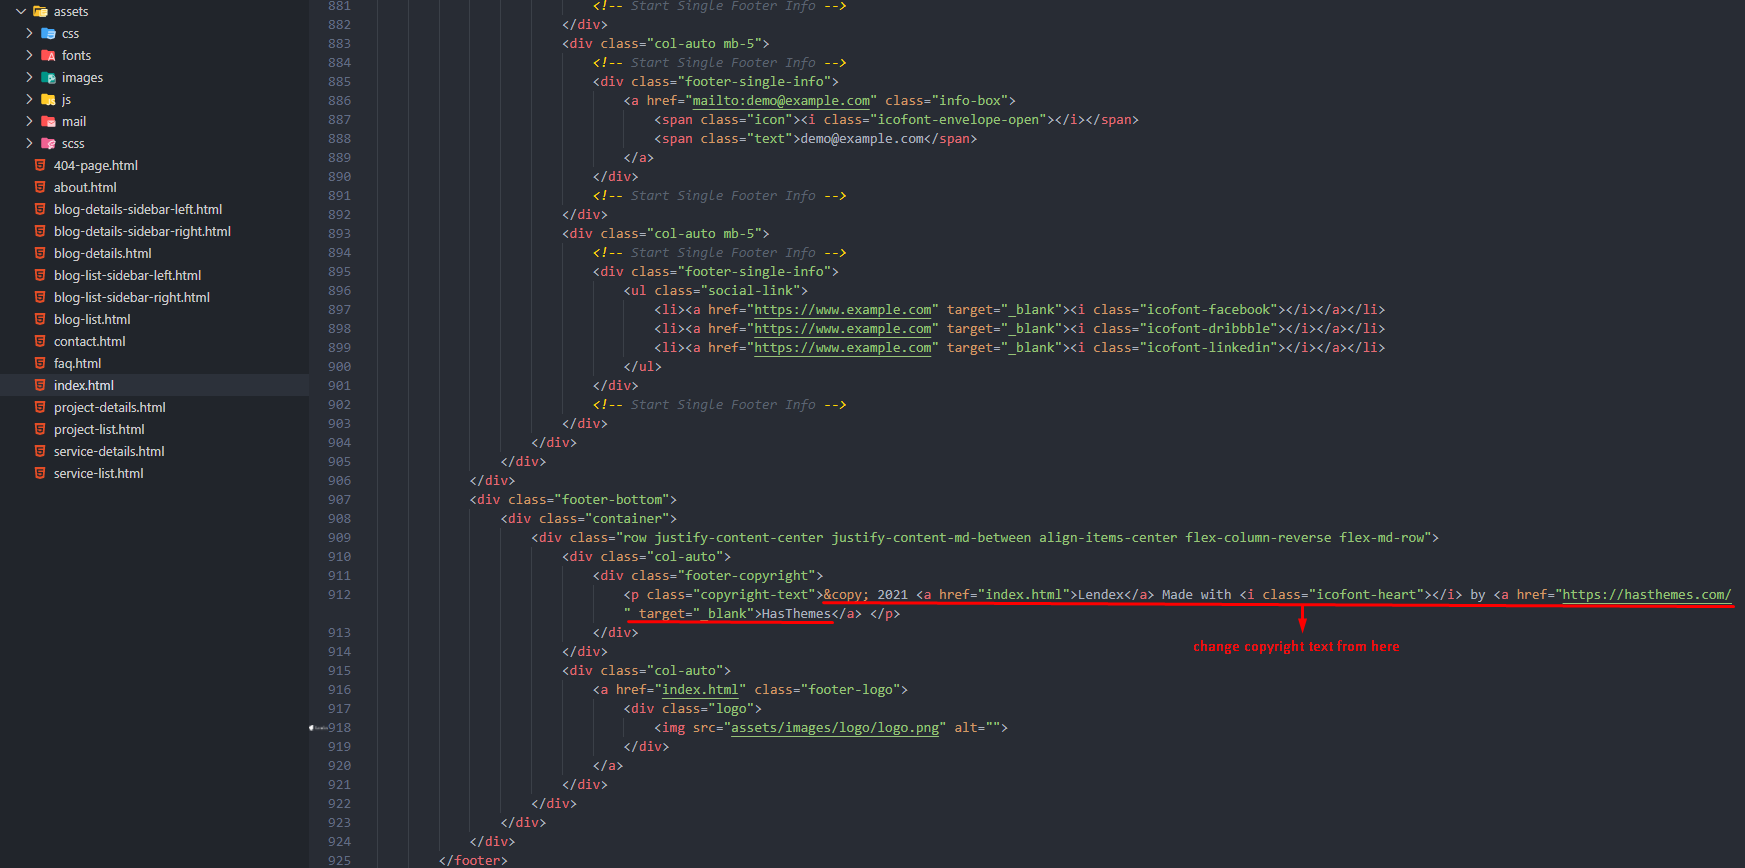 assets
css
fonts
images
js
mail
scss
404-page.html
about.html
blog-details-sidebar-left.html
blog-details-sidebar-right.html
blog-details.html
blog-list-sidebar-left.html
blog-list-sidebar-right.html
blog-list.html
contact.html
faq.html
index.html
project-details.html
project-list.html
service-details.html
service-list.html
881 <!-- Start Single Footer Info -->
882 </div>
883 <div class="col-auto mb-5">
884 <!-- Start Single Footer Info -->
885 <div class="footer-single-info">
886 <a href="mailto:demo@example.com" class="info-box">
887 <span class="icon"><i class="icofont-envelope-open"></i></span>
888 <span class="text">demo@example.com</span>
889 </a>
890 </div>
891 <!-- Start Single Footer Info -->
892 </div>
893 <div class="col-auto mb-5">
894 <!-- Start Single Footer Info -->
895 <div class="footer-single-info">
896 <ul class="social-link">
897 <li><a href="https://www.example.com" target="_blank"><i class="icofont-facebook"></i></a></li>
898 <li><a href="https://www.example.com" target="_blank"><i class="icofont-dribbble"></i></a></li>
899 <li><a href="https://www.example.com" target="_blank"><i class="icofont-linkedin"></i></a></li>
900 </ul>
901 </div>
902 <!-- Start Single Footer Info -->
903 </div>
904 </div>
905 </div>
906 </div>
907 <div class="footer-bottom">
908 <div class="container">
909 <div class="row justify-content-center justify-content-md-between align-items-center flex-column-reverse flex-md-row">
910 <div class="col-auto">
911 <div class="footer-copyright">
912 <p class="copyright-text">&copy; 2021 <a href="index.html">Lendex</a> Made with <i class="icofont-heart"></i> by <a href="https://hasthemes.com/
" target="_blank">HasThemes</a> </p>
913 </div>
change copyright text from here
914 </div>
915 <div class="col-auto">
916 <a href="index.html" class="footer-logo">
917 <div class="logo">
918 <img src="assets/images/logo/logo.png" alt="">
919 </div>
920 </a>
921 </div>
922 </div>
923 </div>
924 </div>
925 </footer>